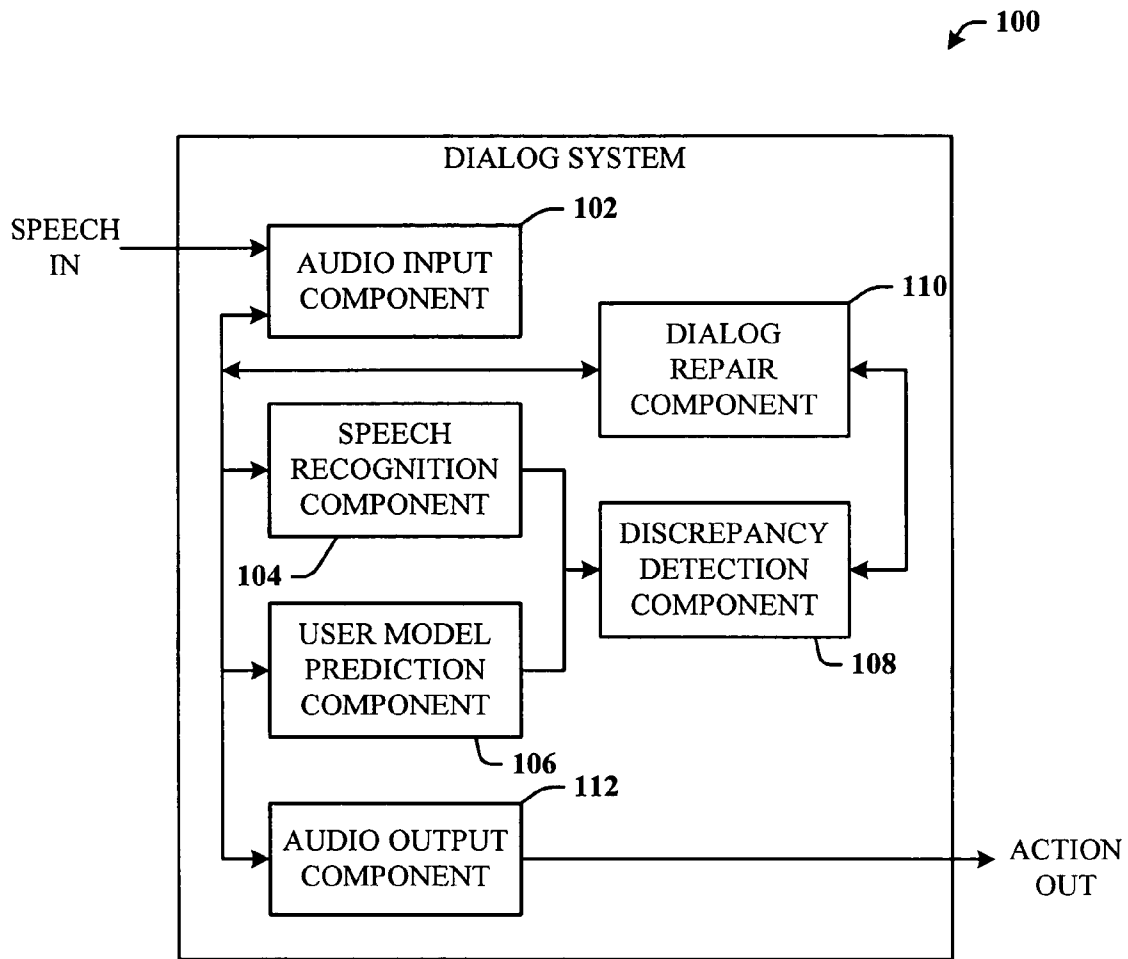 100
DIALOG SYSTEM
SPEECH
IN
102
AUDIO INPUT
COMPONENT
110
DIALOG
REPAIR
COMPONENT
SPEECH
RECOGNITION
COMPONENT
104
DISCREPANCY
DETECTION
COMPONENT
108
USER MODEL
PREDICTION
COMPONENT
106
112
AUDIO OUTPUT
COMPONENT
ACTION
OUT